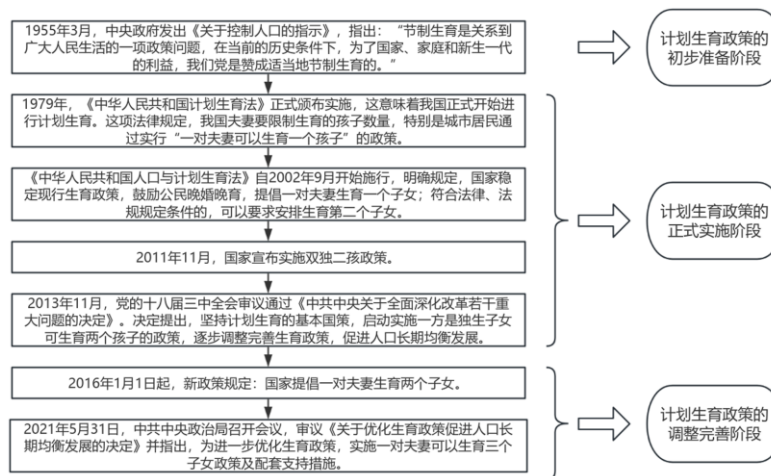 1955年3月，中央政府发出《关于控制人口的指示》，指出：“节制生育是关系到
广大人民生活的一项政策问题，在当前的历史条件下，为了国家、家庭和新生一代
的利益，我们党是赞成适当地节制生育的。”
计划生育政策的
初步准备阶段
1979年，《中华人民共和国计划生育法》正式颁布实施，这意味着我国正式开始进
行计划生育。这项法律规定，我国夫妻要限制生育的孩子数量，特别是城市居民通
过实行“一对夫妻可以生育一个孩子”的政策。
《中华人民共和国人口与计划生育法》自2002年9月开始施行，明确规定，国家稳
定现行生育政策，鼓励公民晚婚晚育，提倡一对夫妻生育一个子女；符合法律、法
规规定条件的，可以要求安排生育第二个子女。
2011年11月，国家宣布实施双独二孩政策。
2013年11月，党的十八届三中全会审议通过《中共中央关于全面深化改革若干重
大问题的决定》。决定提出，坚持计划生育的基本国策，启动实施一方是独生子女
可生育两个孩子的政策，逐步调整完善生育政策，促进人口长期均衡发展。
计划生育政策的
正式实施阶段
2016年1月1日起，新政策规定：国家提倡一对夫妻生育两个子女。
2021年5月31日，中共中央政治局召开会议，审议《关于优化生育政策促进人口长
期均衡发展的决定》并指出，为进一步优化生育政策，实施一对夫妻可以生育三个
子女政策及配套支持措施。
计划生育政策的
调整完善阶段